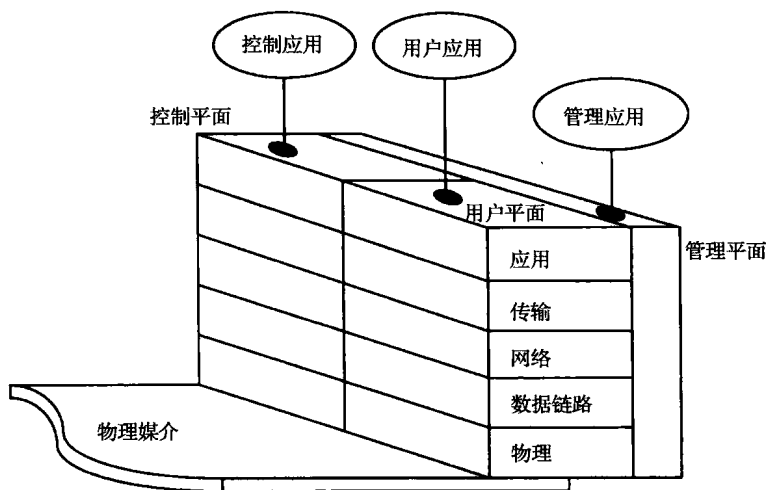 控制应用
用户应用
管理应用
控制平面
用户平面
管理平面
应用
传输
网络
数据链路
物理
物理媒介